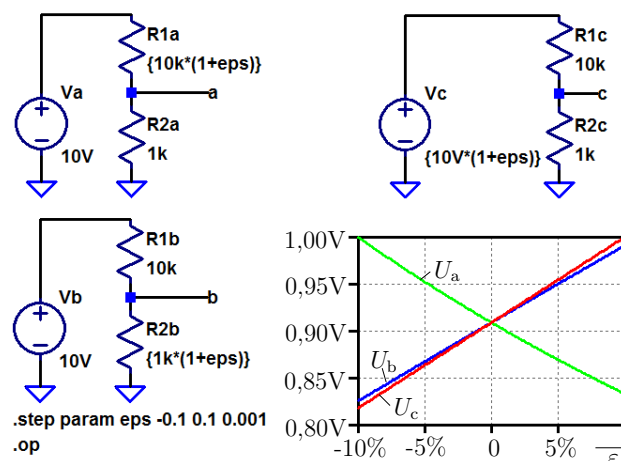 R1a
{10k*(1+eps)}
Va
a
R2a
10V
1k
R1c
10k
Vc
c
R2c
{10V*(1+eps)}
1k
R1b
10k
Vb
b
R2b
10V
{1k*(1+eps)}
.step param eps -0.1 0.1 0.001
.op
1,00V
0,95V
0,90V
0,85V
0,80V
Ua
Ub
Uc
-10%
-5%
0
5%
ε